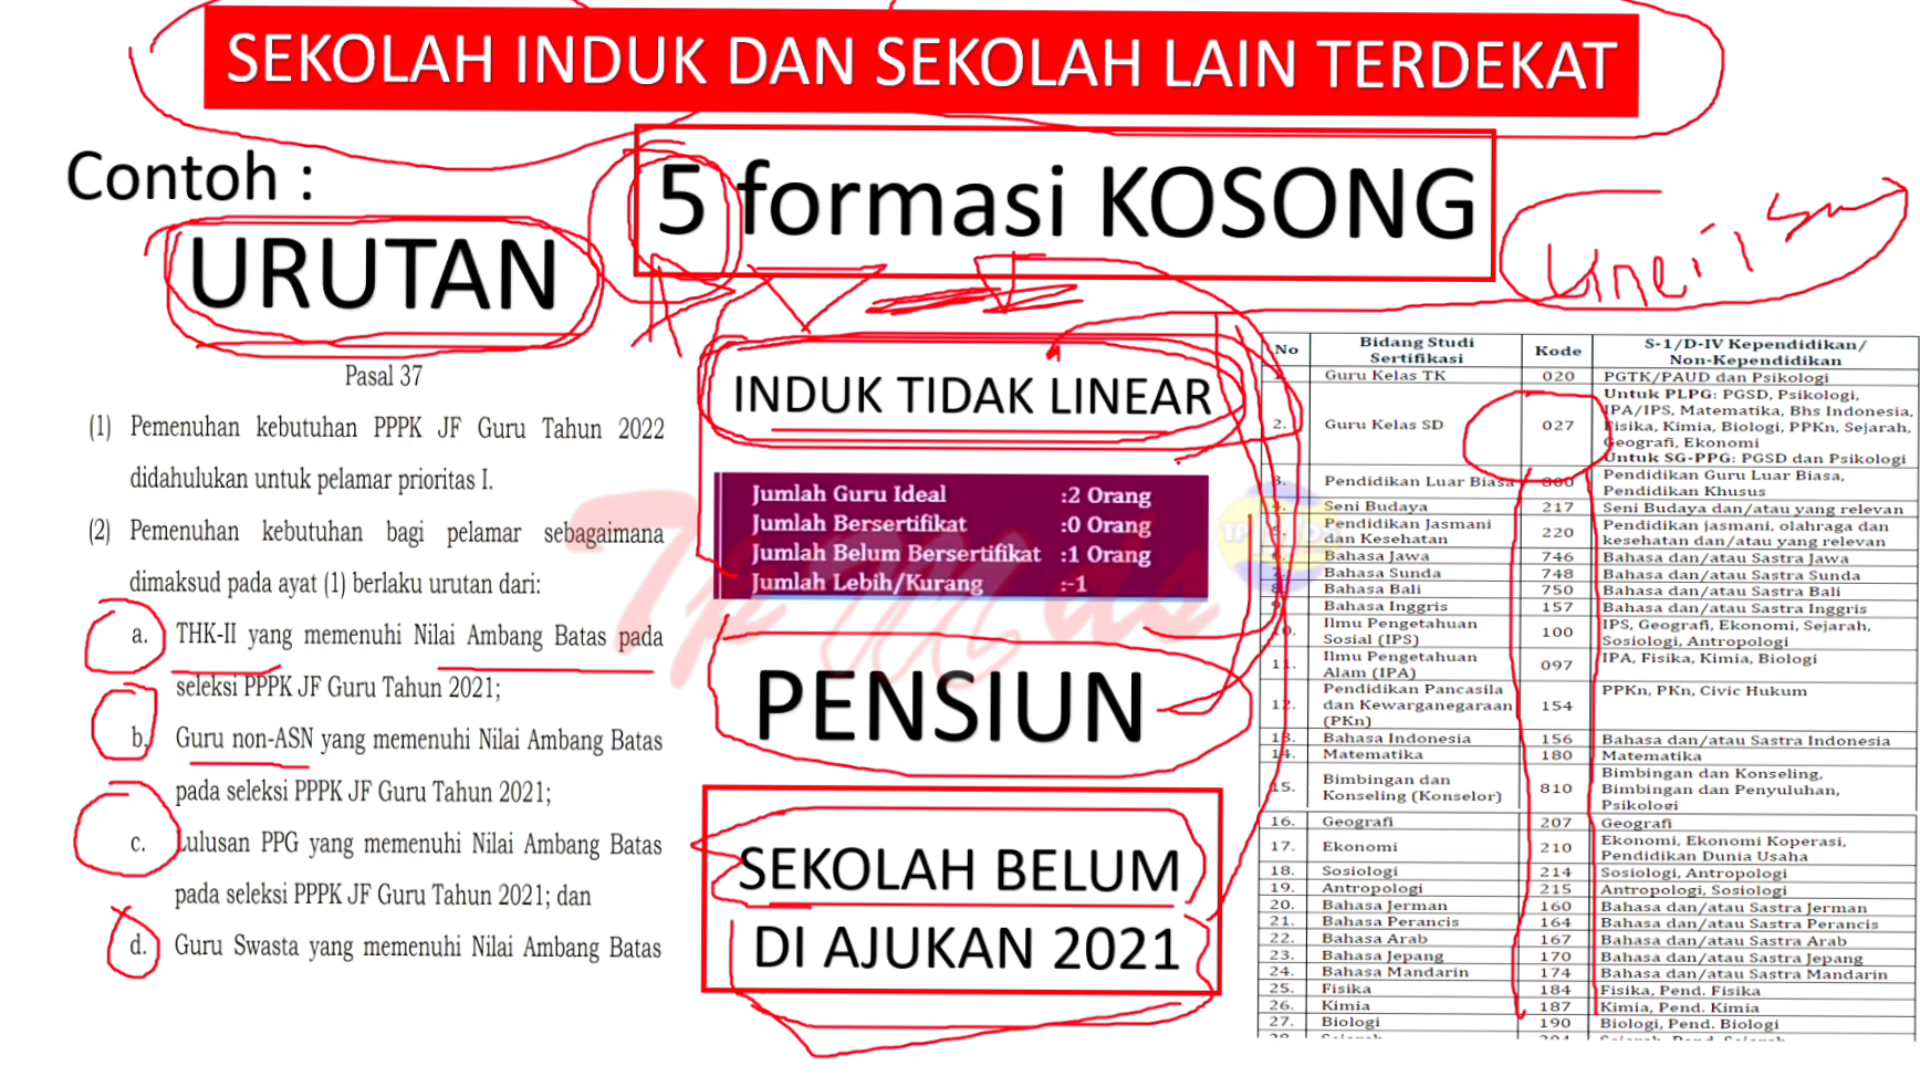 SEKOLAH INDUK DAN SEKOLAH LAIN TERDEKAT
Contoh :
5 formasi KOSONG
URUTAN
Pasal 37
(1) Pemenuhan kebutuhan PPPK JF Guru Tahun 2022
didahulukan untuk pelamar prioritas I.
(2) Pemenuhan kebutuhan bagi pelamar sebagaimana
dimaksud pada ayat (1) berlaku urutan dari:
a. THK-II yang memenuhi Nilai Ambang Batas pada
seleksi PPPK JF Guru Tahun 2021;
b. Guru non-ASN yang memenuhi Nilai Ambang Batas
pada seleksi PPPK JF Guru Tahun 2021;
c. Lulusan PPG yang memenuhi Nilai Ambang Batas
pada seleksi PPPK JF Guru Tahun 2021; dan
d. Guru Swasta yang memenuhi Nilai Ambang Batas
INDUK TIDAK LINEAR
Jumlah Guru Ideal :2 Orang
Jumlah Bersertifikat :0 Orang
Jumlah Belum Bersertifikat :1 Orang
Jumlah Lebih/Kurang :-1
PENSIUN
SEKOLAH BELUM
DI AJUKAN 2021
No Bidang Studi Sertifikasi Kode S-1/D-IV Kependidikan/ Non-Kependidikan
Guru Kelas TK 020 PGTK/PAUD dan Psikologi
2. Guru Kelas SD 027 Untuk PLPG: PGSD, Psikologi,
IPA/IPS, Matematika, Bhs Indonesia,
Fisika, Kimia, Biologi, PPKn, Sejarah,
Geografi, Ekonomi
Untuk SG-PPG: PGSD dan Psikologi
3. Pendidikan Luar Biasa 800 Pendidikan Guru Luar Biasa,
Pendidikan Khusus
4. Seni Budaya 217 Seni Budaya dan/atau yang relevan
5. Pendidikan Jasmani dan Kesehatan 220 Pendidikan jasmani, olahraga dan
kesehatan dan/atau yang relevan
6. Bahasa Jawa 746 Bahasa dan/atau Sastra Jawa
7. Bahasa Sunda 748 Bahasa dan/atau Sastra Sunda
8. Bahasa Bali 750 Bahasa dan/atau Sastra Bali
9. Bahasa Inggris 157 Bahasa dan/atau Sastra Inggris
10. Ilmu Pengetahuan Sosial (IPS) 100 IPS, Geografi, Ekonomi, Sejarah,
Sosiologi, Antropologi
11. Ilmu Pengetahuan Alam (IPA) 097 IPA, Fisika, Kimia, Biologi
12. Pendidikan Pancasila dan Kewarganegaraan (PKn) 154 PPKn, PKn, Civic Hukum
13. Bahasa Indonesia 156 Bahasa dan/atau Sastra Indonesia
14. Matematika 180 Matematika
15. Bimbingan dan Konseling (Konselor) 810 Bimbingan dan Konseling,
Bimbingan dan Penyuluhan,
Psikologi
16. Geografi 207 Geografi
17. Ekonomi 210 Ekonomi, Ekonomi Koperasi,
Pendidikan Dunia Usaha
18. Sosiologi 214 Sosiologi, Antropologi
19. Antropologi 215 Antropologi, Sosiologi
20. Bahasa Jerman 160 Bahasa dan/atau Sastra Jerman
21. Bahasa Perancis 164 Bahasa dan/atau Sastra Perancis
22. Bahasa Arab 167 Bahasa dan/atau Sastra Arab
23. Bahasa Jepang 170 Bahasa dan/atau Sastra Jepang
24. Bahasa Mandarin 174 Bahasa dan/atau Sastra Mandarin
25. Fisika 184 Fisika, Pend. Fisika
26. Kimia 187 Kimia, Pend. Kimia
27. Biologi 190 Biologi, Pend. Biologi